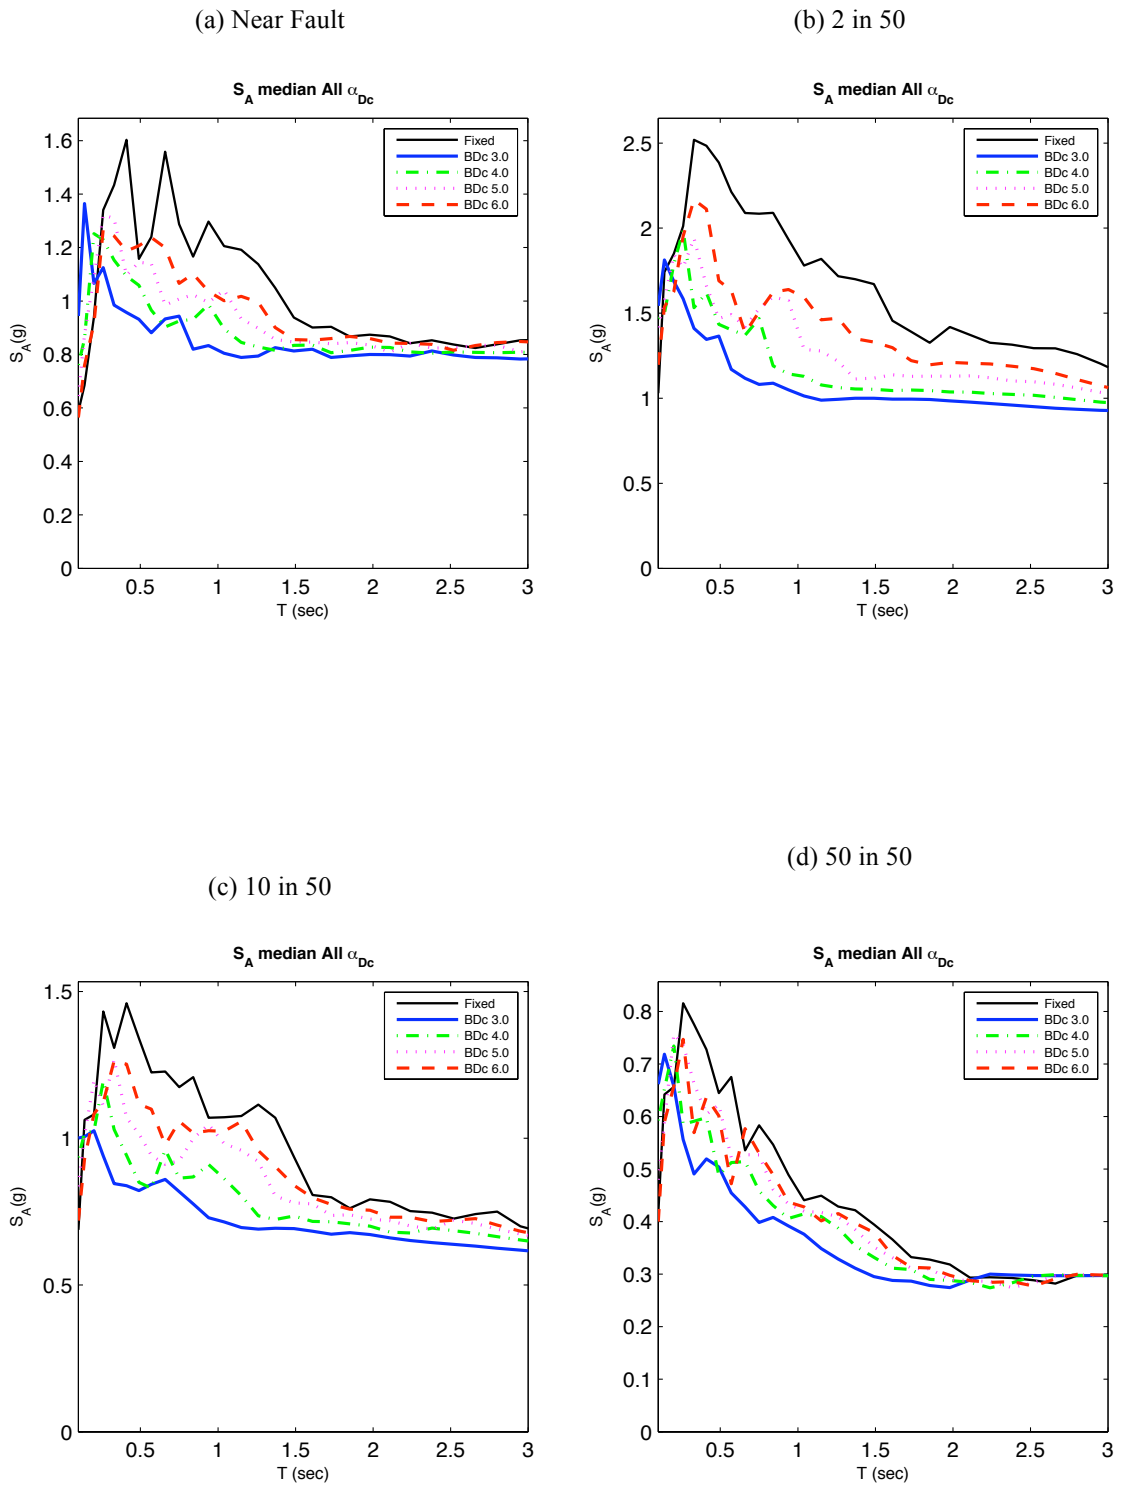 (a) Near Fault
(b) 2 in 50
S_A median All α_Dc
S_A(g)
1.6
1.4
1.2
1
0.8
0.6
0.4
0.2
0
Fixed
BDc 3.0
BDc 4.0
BDc 5.0
BDc 6.0
0.5 1 1.5 2 2.5 3
T (sec)
S_A median All α_Dc
S_A(g)
2.5
2
1.5
1
0.5
0
Fixed
BDc 3.0
BDc 4.0
BDc 5.0
BDc 6.0
0.5 1 1.5 2 2.5 3
T (sec)
(c) 10 in 50
(d) 50 in 50
S_A median All α_Dc
S_A(g)
1.5
1
0.5
0
Fixed
BDc 3.0
BDc 4.0
BDc 5.0
BDc 6.0
0.5 1 1.5 2 2.5 3
T (sec)
S_A median All α_Dc
S_A(g)
0.8
0.7
0.6
0.5
0.4
0.3
0.2
0.1
0
Fixed
BDc 3.0
BDc 4.0
BDc 5.0
BDc 6.0
0.5 1 1.5 2 2.5 3
T (sec)